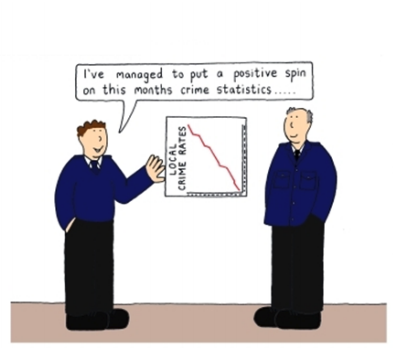 I've managed to put a positive spin
on this months crime statistics.....
LOCAL
CRIME RATES